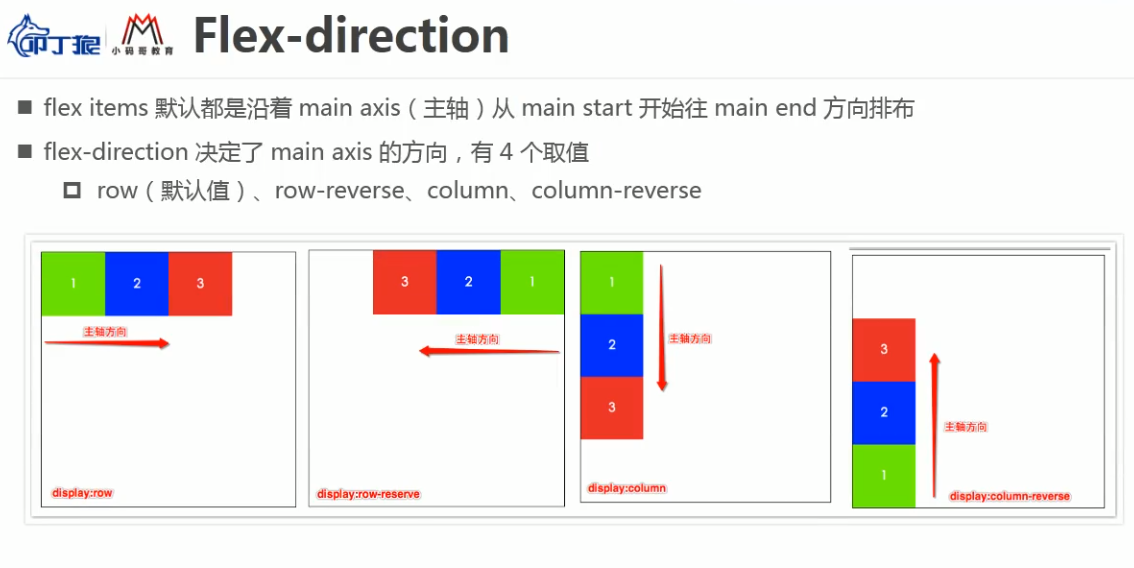 叩丁狼 小码哥教育 Flex-direction
■ flex items 默认都是沿着 main axis（主轴）从 main start 开始往 main end 方向排布
■ flex-direction 决定了 main axis 的方向，有 4 个取值
row（默认值）、row-reverse、column、column-reverse
1 2 3
主轴方向
display:row
3 2 1
主轴方向
display:row-reserve
1
2
3
主轴方向
display:column
3
2
1
主轴方向
display:column-reverse